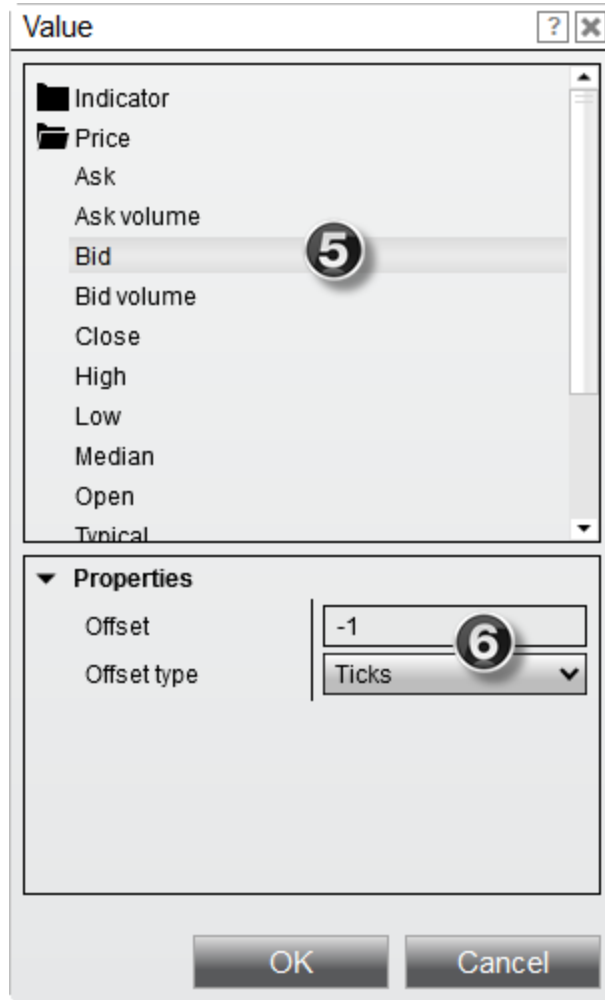 Value ?
Indicator
Price
Ask
Ask volume
Bid 5
Bid volume
Close
High
Low
Median
Open
Typical
Properties
Offset -1 6
Offset type Ticks
OK Cancel